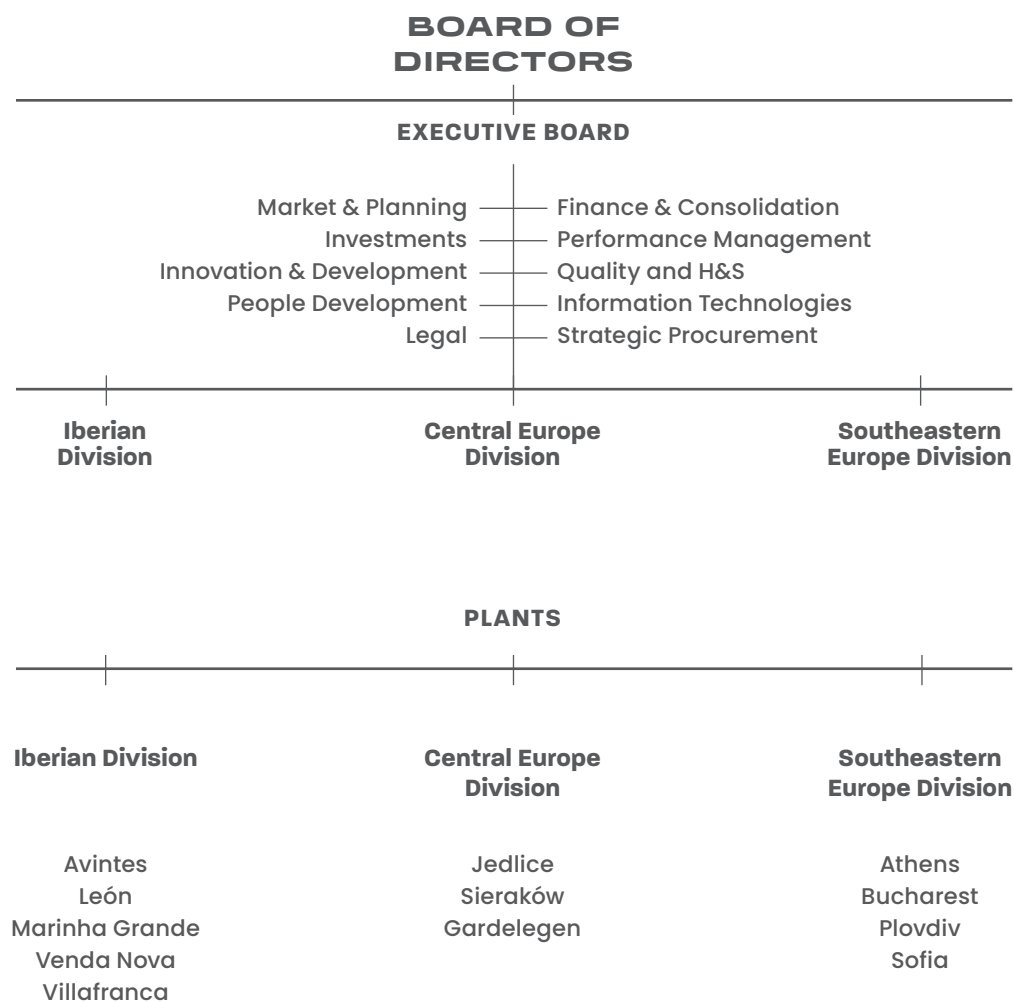 BOARD OF
DIRECTORS
EXECUTIVE BOARD
Market & Planning
Finance & Consolidation
Investments
Performance Management
Innovation & Development
Quality and H&S
People Development
Information Technologies
Legal
Strategic Procurement
Iberian
Division
Central Europe
Division
Southeastern
Europe Division
PLANTS
Iberian Division
Central Europe
Division
Southeastern
Europe Division
Avintes
León
Marinha Grande
Venda Nova
Villafranca
Jedlice
Sieraków
Gardelegen
Athens
Bucharest
Plovdiv
Sofia